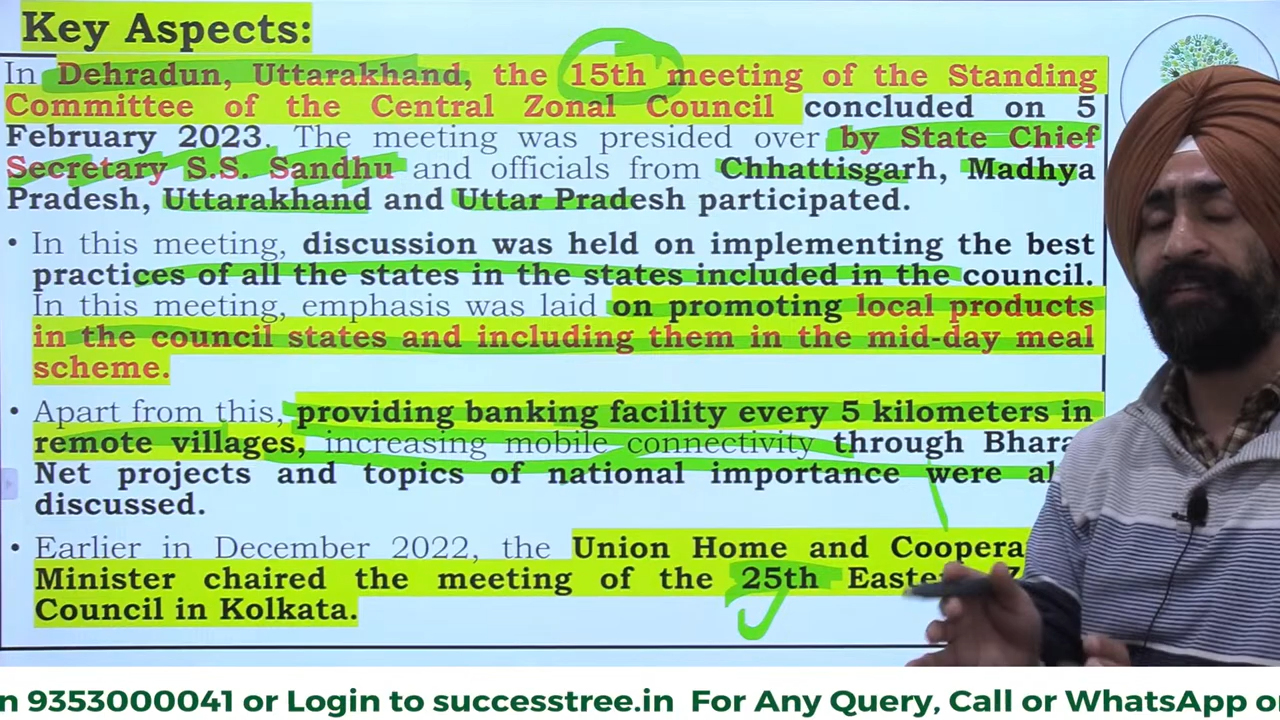 Key Aspects:
In Dehradun, Uttarakhand, the 15th meeting of the Standing
Committee of the Central Zonal Council concluded on 5
February 2023. The meeting was presided over by State Chief
Secretary S.S. Sandhu and officials from Chhattisgarh, Madhya
Pradesh, Uttarakhand and Uttar Pradesh participated.
• In this meeting, discussion was held on implementing the best
practices of all the states in the states included in the council.
In this meeting, emphasis was laid on promoting local products
in the council states and including them in the mid-day meal
scheme.
• Apart from this, providing banking facility every 5 kilometers in
remote villages, increasing mobile connectivity through
Net projects and topics of national importance were
discussed.
• Earlier in December 2022, the Union Home and
Minister chaired the meeting of the 25th
Council in Kolkata.
9353000041 or Login to successtree.in For Any Query, Call or WhatsApp